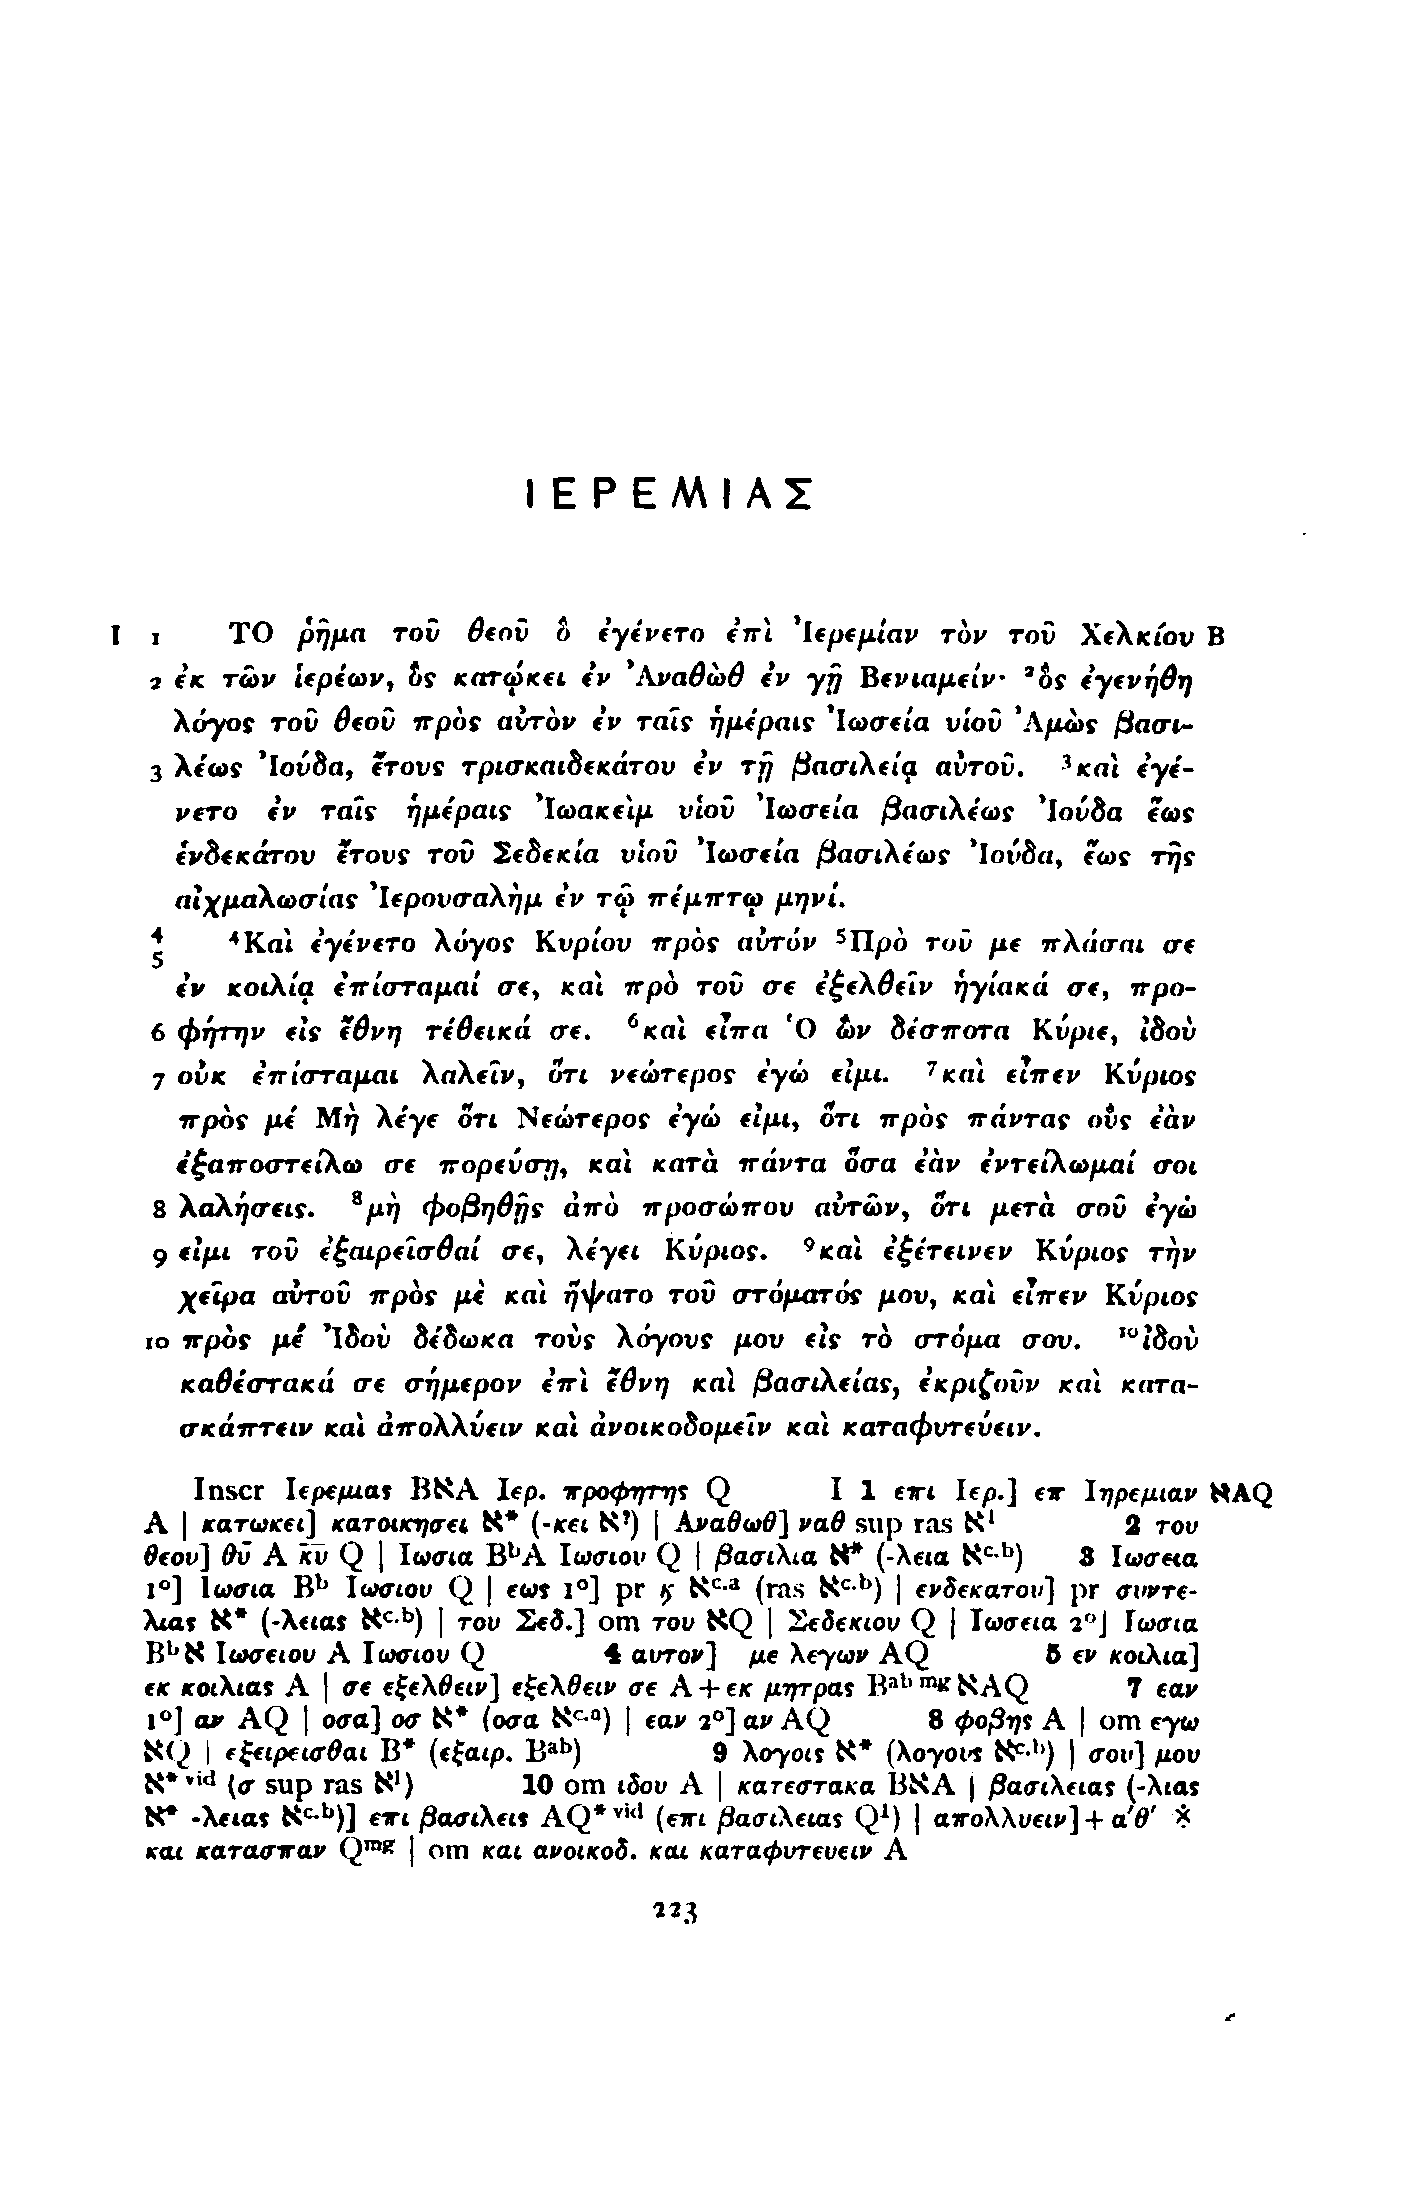 ΙΕΡΕΜΙΑΣ
I 1 ΤΟ ῥῆμα τοῦ θεοῦ ὃ ἐγένετο ἐπὶ Ἰερεμίαν τὸν τοῦ Χελκίου B
2 ἐκ τῶν ἱερέων, ὃς κατῴκει ἐν Ἀναθὼθ ἐν γῇ Βενιαμείν· ²ὃς ἐγενήθη
λόγος τοῦ θεοῦ πρὸς αὐτὸν ἐν ταῖς ἡμέραις Ἰωσεία υἱοῦ Ἀμὼς βασι-
3 λέως Ἰούδα, ἔτους τρισκαιδεκάτου ἐν τῇ βασιλείᾳ αὐτοῦ. ³καὶ ἐγέ-
νετο ἐν ταῖς ἡμέραις Ἰωακεὶμ υἱοῦ Ἰωσεία βασιλέως Ἰούδα ἕως
ἑνδεκάτου ἔτους τοῦ Σεδεκία υἱοῦ Ἰωσεία βασιλέως Ἰούδα, ἕως τῆς
αἰχμαλωσίας Ἰερουσαλὴμ ἐν τῷ πέμπτῳ μηνί.
4 5 ⁴Καὶ ἐγένετο λόγος Κυρίου πρὸς αὐτόν ⁵Πρὸ τοῦ με πλάσαι σε
ἐν κοιλίᾳ ἐπίσταμαί σε, καὶ πρὸ τοῦ σε ἐξελθεῖν ἡγίακά σε, προ-
6 φήτην εἰς ἔθνη τέθεικά σε. ⁶καὶ εἶπα Ὁ ὢν δέσποτα Κύριε, ἰδοὺ
7 οὐκ ἐπίσταμαι λαλεῖν, ὅτι νεώτερος ἐγώ εἰμι. ⁷καὶ εἶπεν Κύριος
πρὸς μέ Μὴ λέγε ὅτι Νεώτερος ἐγώ εἰμι, ὅτι πρὸς πάντας οὓς ἐὰν
ἐξαποστείλω σε πορεύσῃ, καὶ κατὰ πάντα ὅσα ἐὰν ἐντείλωμαί σοι
8 λαλήσεις. ⁸μὴ φοβηθῇς ἀπὸ προσώπου αὐτῶν, ὅτι μετὰ σοῦ ἐγώ
9 εἰμι τοῦ ἐξαιρεῖσθαί σε, λέγει Κύριος. ⁹καὶ ἐξέτεινεν Κύριος τὴν
χεῖρα αὐτοῦ πρὸς μὲ καὶ ἥψατο τοῦ στόματός μου, καὶ εἶπεν Κύριος
10 πρὸς μέ Ἰδοὺ δέδωκα τοὺς λόγους μου εἰς τὸ στόμα σου. ¹⁰ἰδοὺ
καθέστακά σε σήμερον ἐπὶ ἔθνη καὶ βασιλείας, ἐκριζοῦν καὶ κατα-
σκάπτειν καὶ ἀπολλύειν καὶ ἀνοικοδομεῖν καὶ καταφυτεύειν.
Inscr Ιερεμιας BℵA Ιερ. προφητης Q I 1 επι Ιερ.] επ Ιηρεμιαν ℵAQ
A | κατωκει] κατοικησει ℵ* (-κει ℵ?) | Αναθωθ] ναθ sup ras ℵ¹ 2 του
θεου] θ̅υ̅ A κ̅υ̅ Q | Ιωσια BᵇA Ιωσιου Q | βασιλια ℵ* (-λεια ℵᶜ·ᵇ) 3 Ιωσεια
1°] Ιωσια Bᵇ Ιωσιου Q | εως 1°] pr ϗ ℵᶜ·ᵃ (ras ℵᶜ·ᵇ) | ενδεκατου] pr συντε-
λιας ℵ* (-λειας ℵᶜ·ᵇ) | του Σεδ.] om του ℵQ | Σεδεκιου Q | Ιωσεια 2°] Ιωσια
Bᵇℵ Ιωσειου A Ιωσιου Q 4 αυτον] με λεγων AQ 5 εν κοιλια]
εκ κοιλιας A | σε εξελθειν] εξελθειν σε A + εκ μητρας Bᵃᵇ ᵐᵍ ℵAQ 7 εαν
1°] αν AQ | οσα] οσ ℵ* (οσα ℵᶜ·ᵃ) | εαν 2°] αν AQ 8 φοβης A | om εγω
ℵQ | εξειρεισθαι B* (εξαιρ. Bᵃᵇ) 9 λογοις ℵ* (λογους ℵᶜ·ᵇ) | σου] μου
ℵ* ᵛⁱᵈ (σ sup ras ℵ¹) 10 om ιδου A | κατεστακα BℵA | βασιλειας (-λιας
ℵ* -λειας ℵᶜ·ᵇ)] επι βασιλεις AQ* ᵛⁱᵈ (επι βασιλειας Q¹) | απολλυειν] + α′θ′ ※
και κατασπαν Qᵐᵍ | om και ανοικοδ. και καταφυτευειν A
223